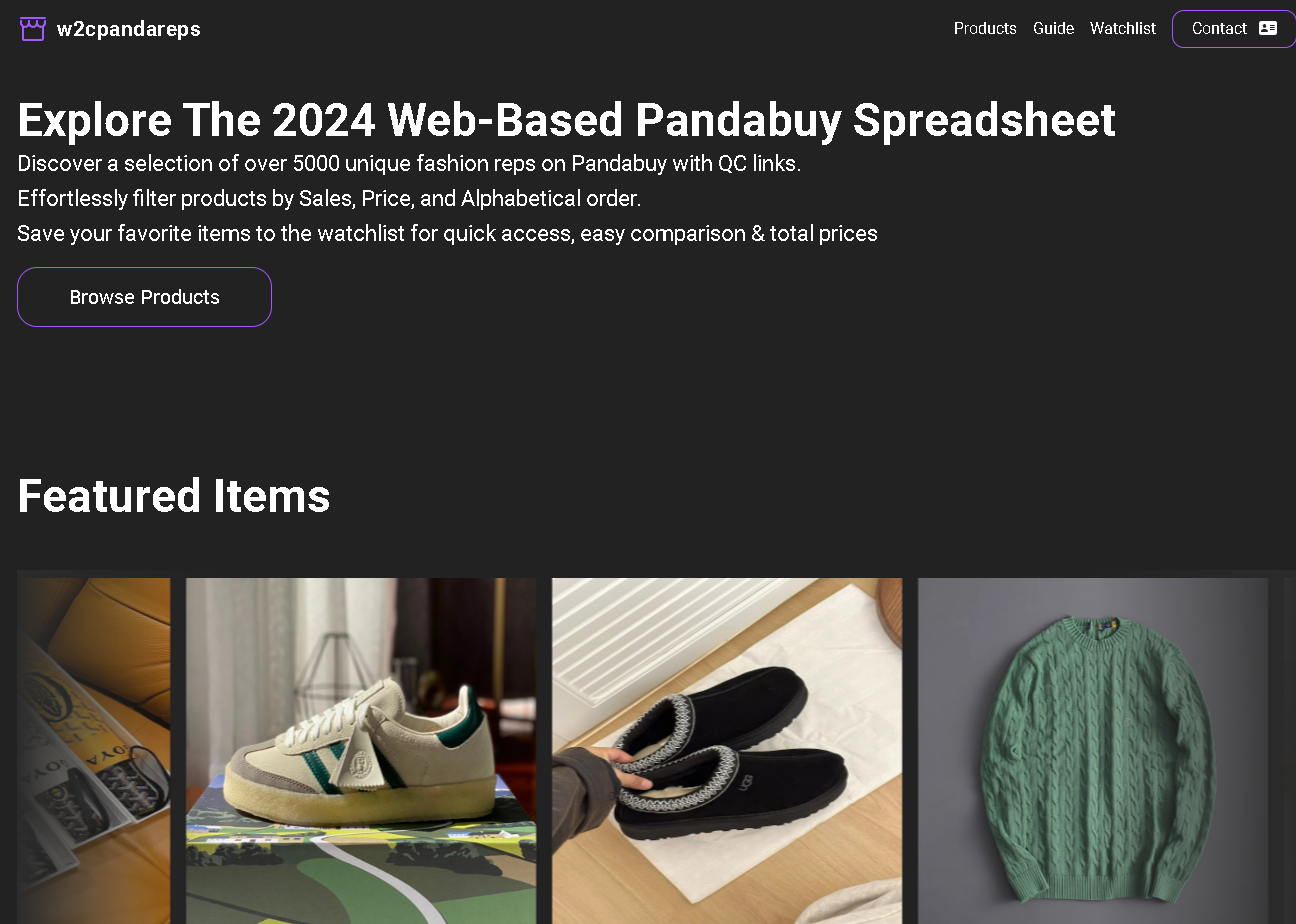 w2cpandareps
Products Guide Watchlist Contact
Explore The 2024 Web-Based Pandabuy Spreadsheet
Discover a selection of over 5000 unique fashion reps on Pandabuy with QC links.
Effortlessly filter products by Sales, Price, and Alphabetical order.
Save your favorite items to the watchlist for quick access, easy comparison & total prices
Browse Products
Featured Items
UGG